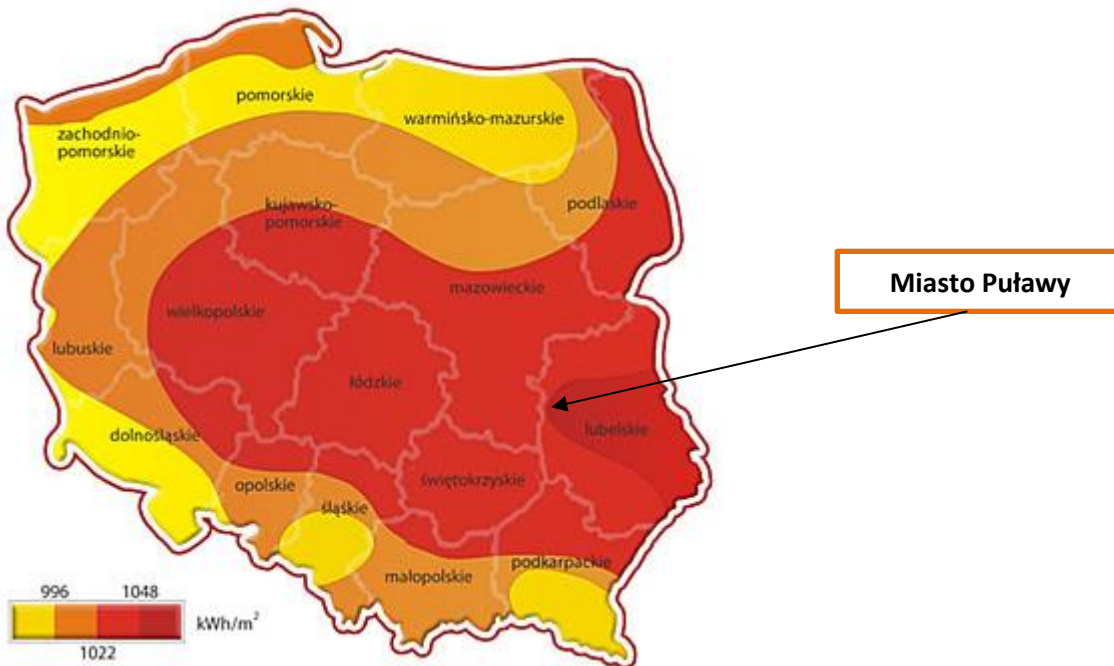 pomorskie
warmińsko-mazurskie
zachodnio-
pomorskie
kujawsko-
pomorskie
podlaskie
Miasto Puławy
mazowieckie
wielkopolskie
lubuskie
łódzkie
lubelskie
dolnośląskie
świętokrzyskie
opolskie
śląśkie
podkarpackie
małopolskie
996 1048
kWh/m²
1022